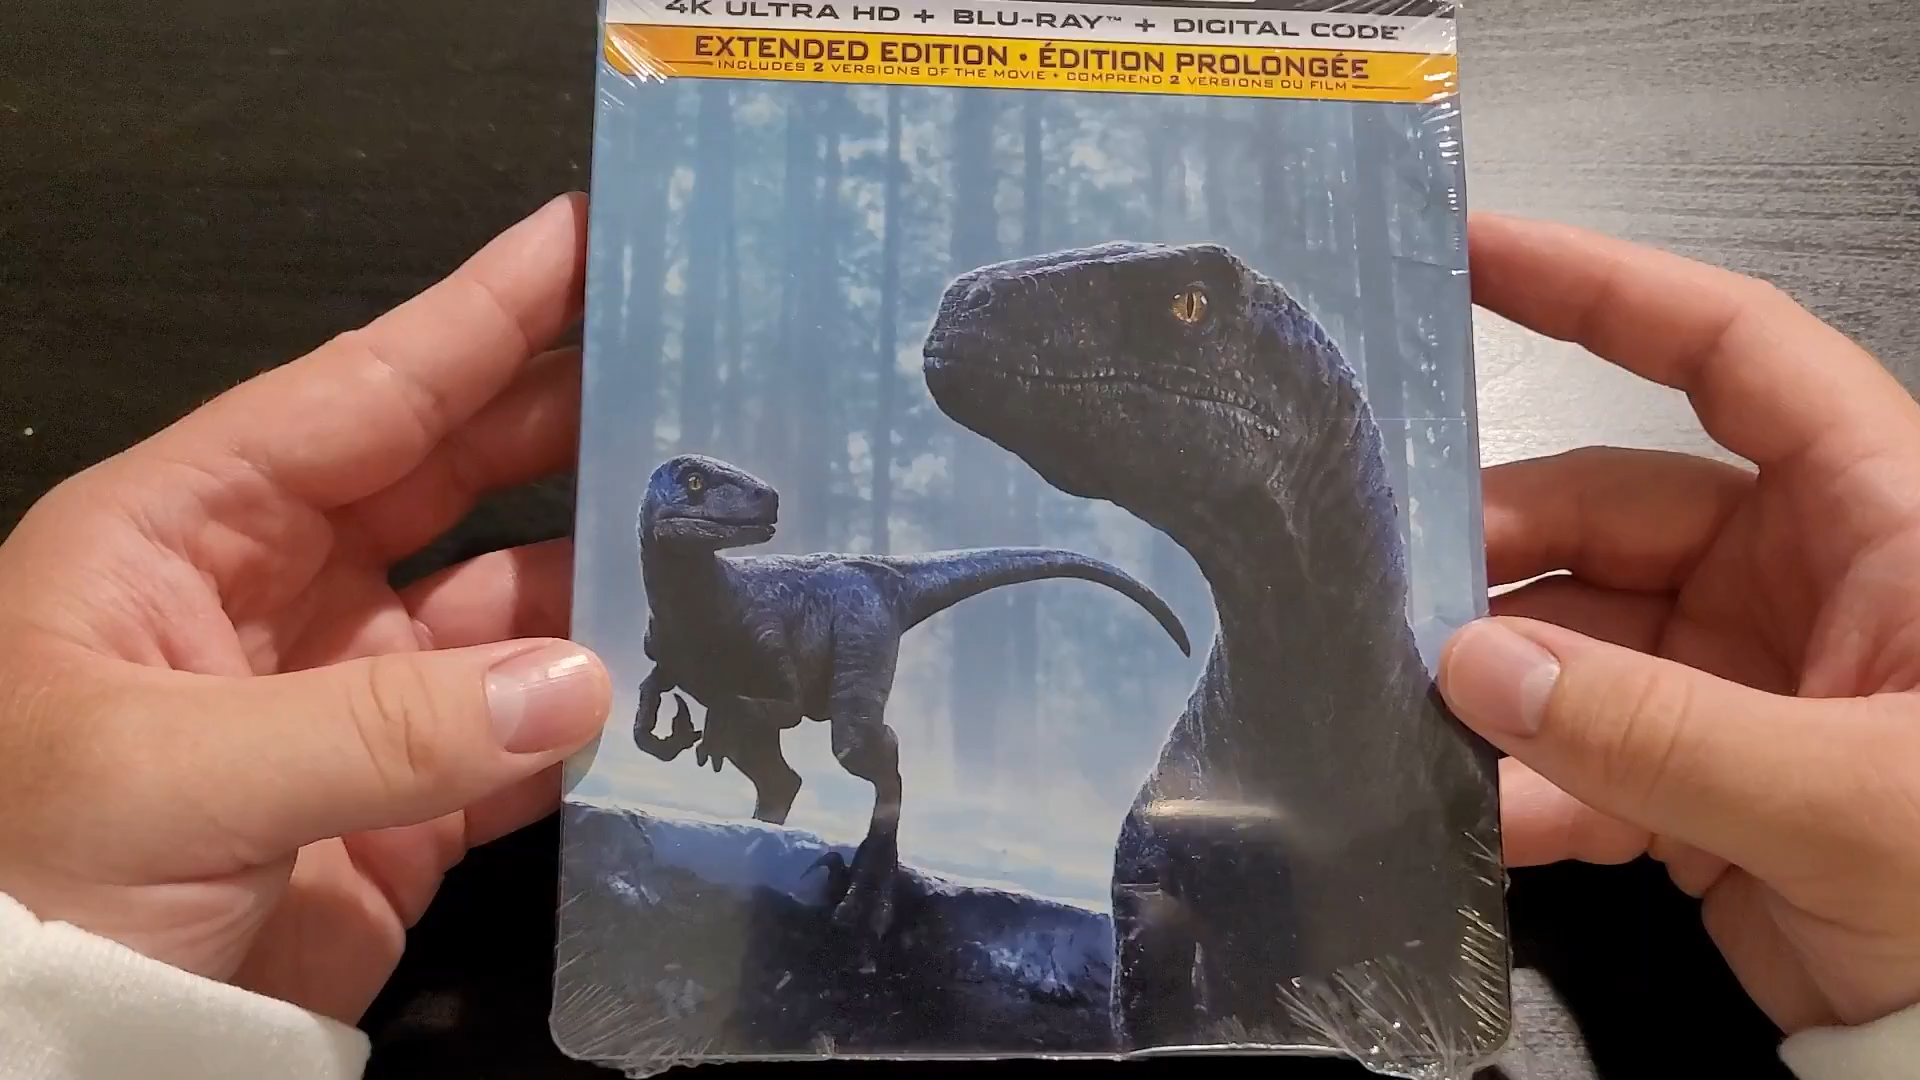 4K ULTRA HD + BLU-RAY™ + DIGITAL CODE*
EXTENDED EDITION • ÉDITION PROLONGÉE
INCLUDES 2 VERSIONS OF THE MOVIE • COMPREND 2 VERSIONS DU FILM